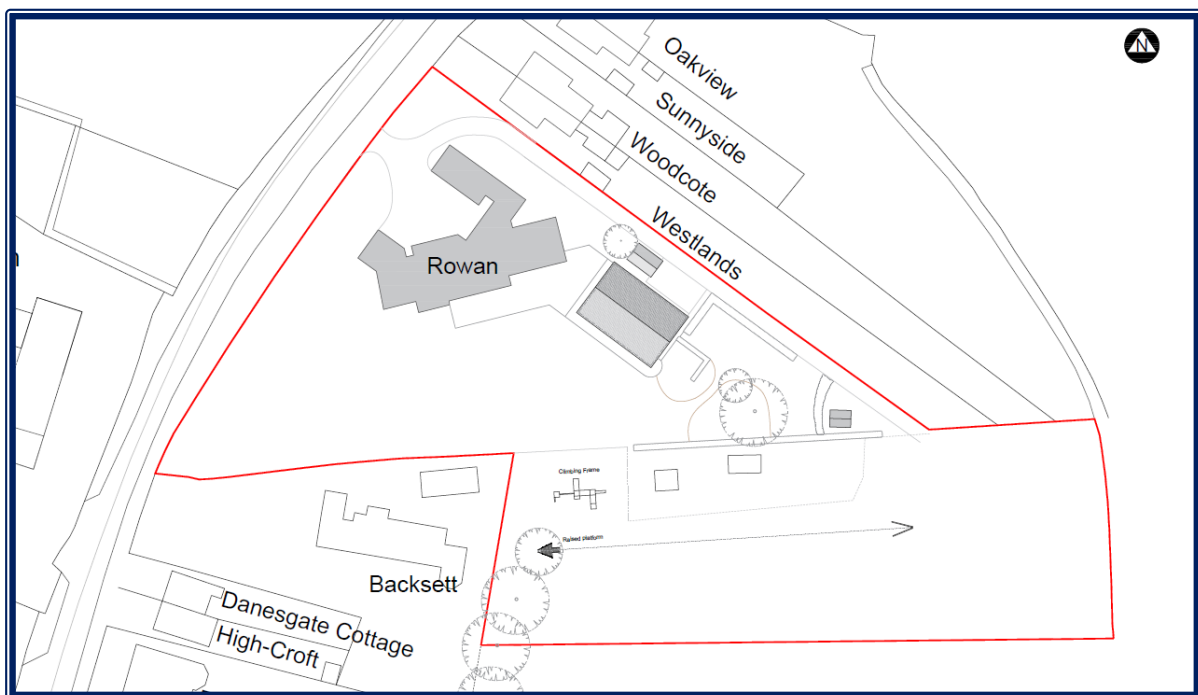 N
Oakview
Sunnyside
Woodcote
Westlands
Rowan
Climbing Frame
Raised platform
Backsett
Danesgate Cottage
High-Croft